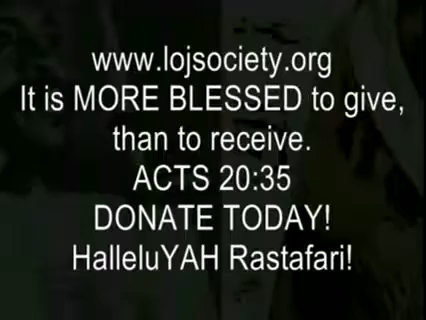 www.lojsociety.org
It is MORE BLESSED to give,
than to receive.
ACTS 20:35
DONATE TODAY!
HalleluYAH Rastafari!